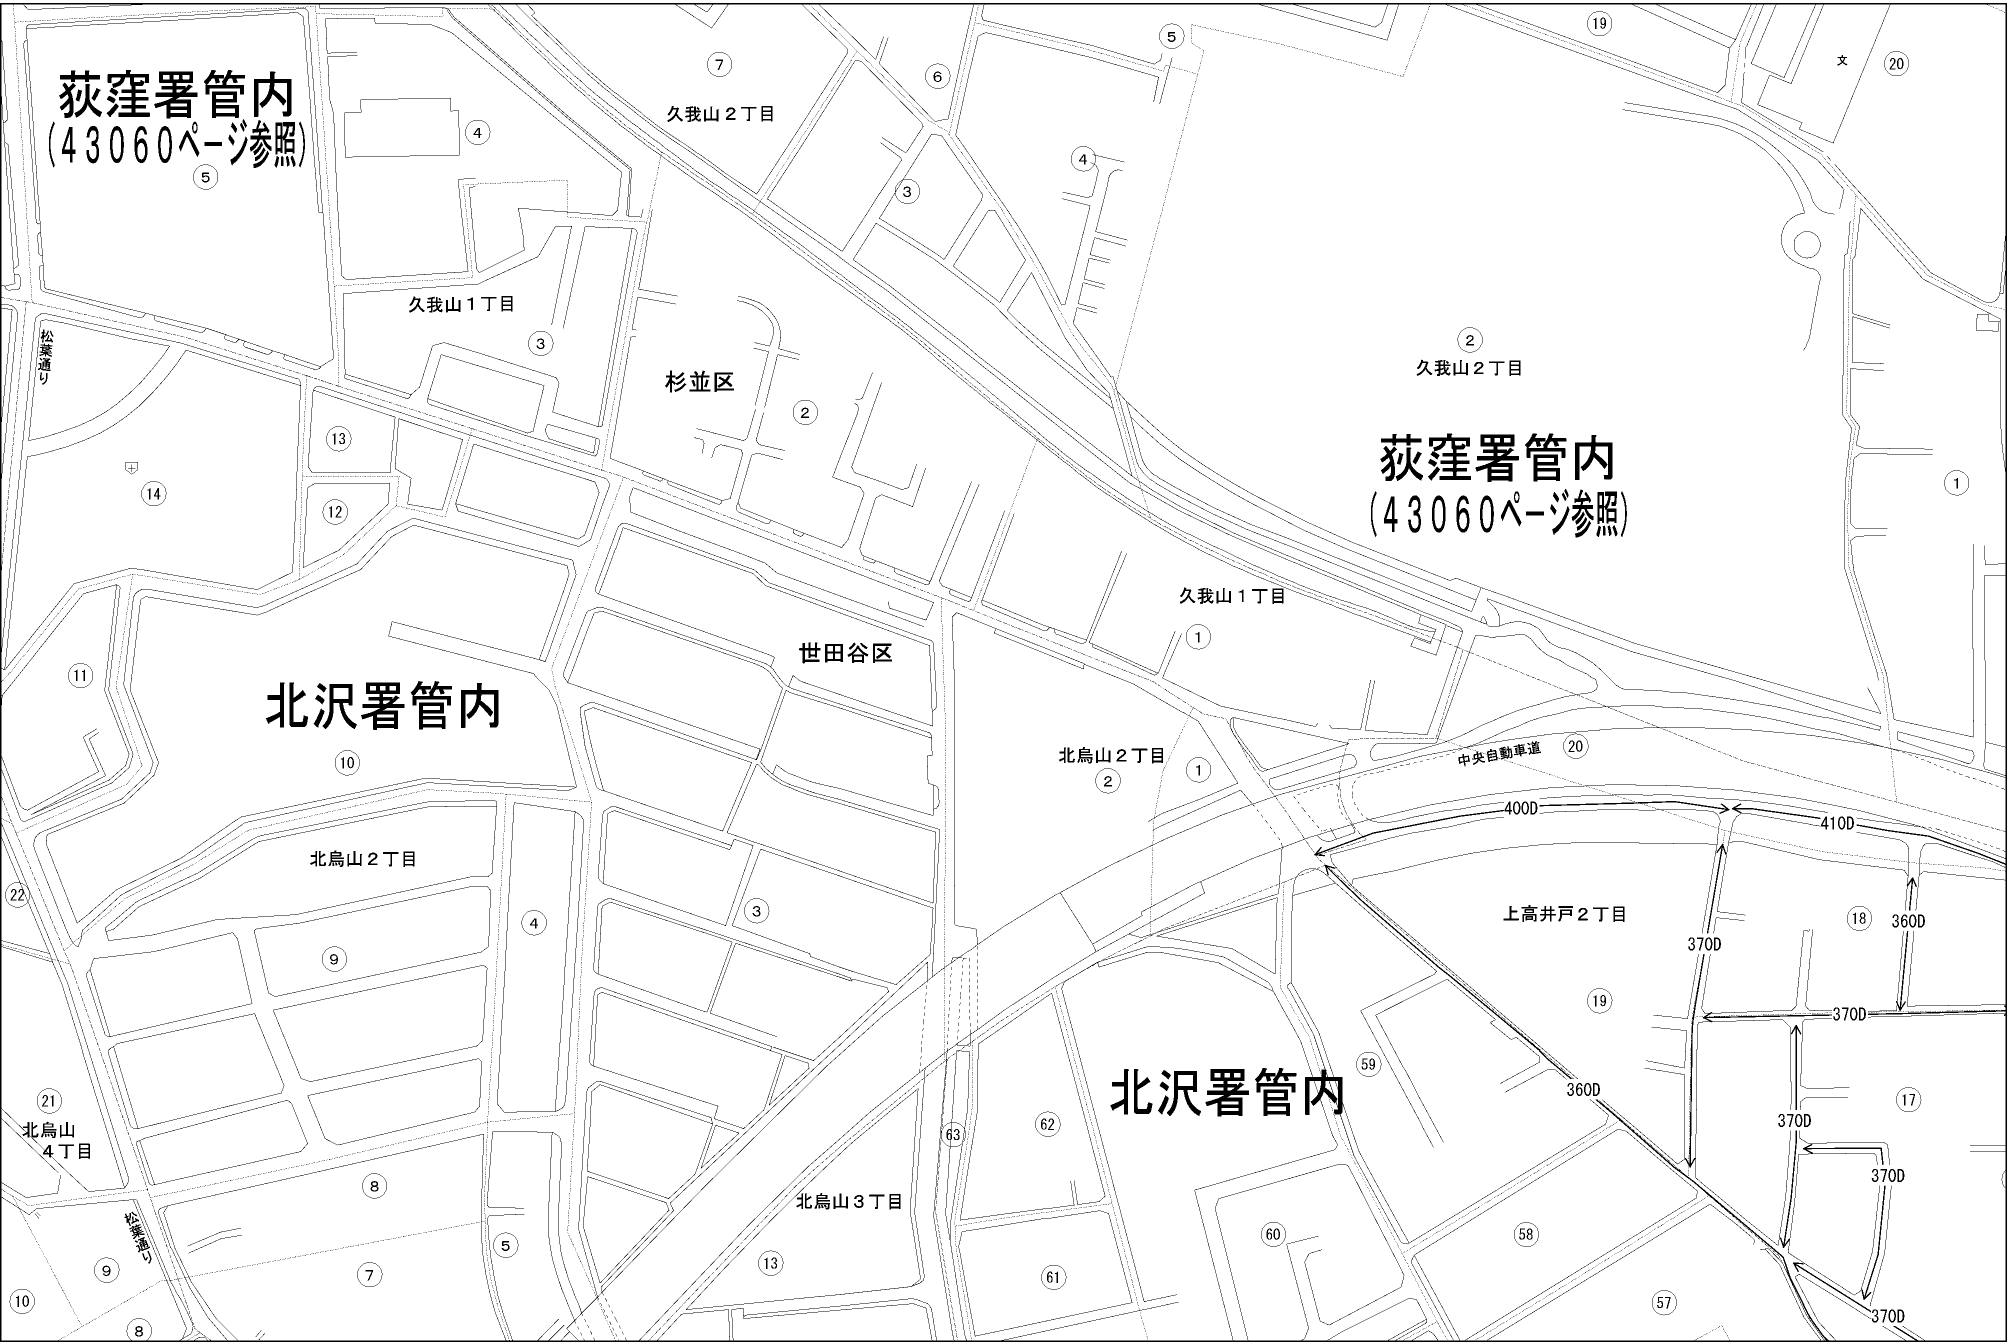 19
20
文
5
7
6
荻窪署管内
(43060ページ参照)
5
4
久我山2丁目
4
3
久我山1丁目
3
松葉通り
杉並区
2
2
久我山2丁目
荻窪署管内
(43060ページ参照)
1
13
14
12
久我山1丁目
1
世田谷区
11
北沢署管内
10
北烏山2丁目
2
1
中央自動車道
20
400D
410D
北烏山2丁目
22
4
3
9
上高井戸2丁目
18
360D
370D
19
370D
北沢署管内
59
360D
17
370D
21
北烏山
4丁目
62
63
370D
8
北烏山3丁目
松葉通り
5
60
58
9
7
13
61
10
8
57
370D